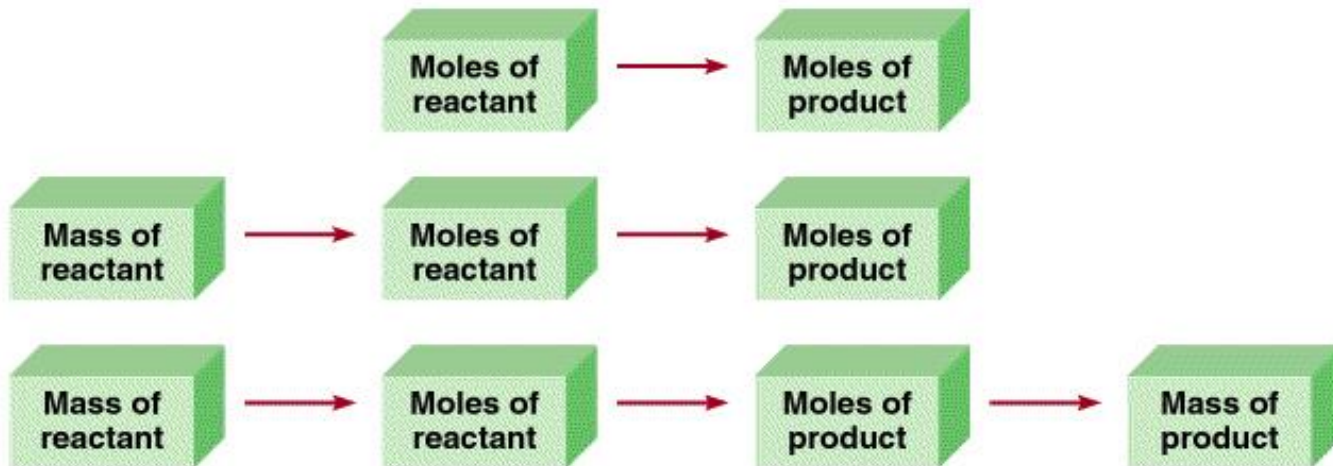 Moles of
reactant
Moles of
product
Mass of
reactant
Moles of
reactant
Moles of
product
Mass of
reactant
Moles of
reactant
Moles of
product
Mass of
product